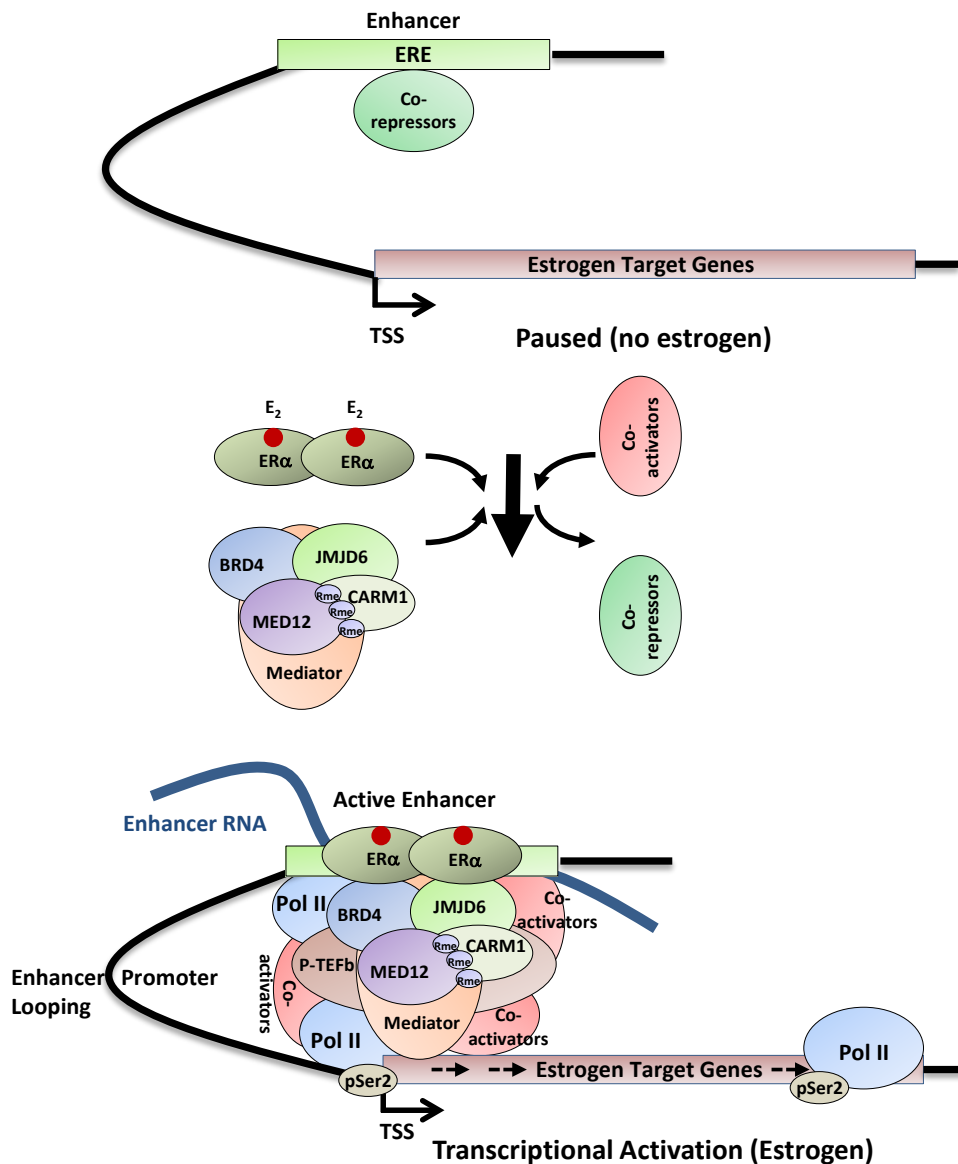 Enhancer
ERE
Co-
repressors
Estrogen Target Genes
TSS
Paused (no estrogen)
E2
E2
ERα
ERα
Co-
activators
BRD4
JMJD6
CARM1
MED12
Rme
Rme
Rme
Mediator
Co-
repressors
Enhancer RNA
Active Enhancer
ERα
ERα
Pol II
BRD4
JMJD6
Co-
activators
P-TEFb
MED12
Rme
Rme
Rme
CARM1
Enhancer Promoter
Looping
Co-
activators
Pol II
Mediator
Co-
activators
pSer2
Estrogen Target Genes
Pol II
pSer2
TSS
Transcriptional Activation (Estrogen)